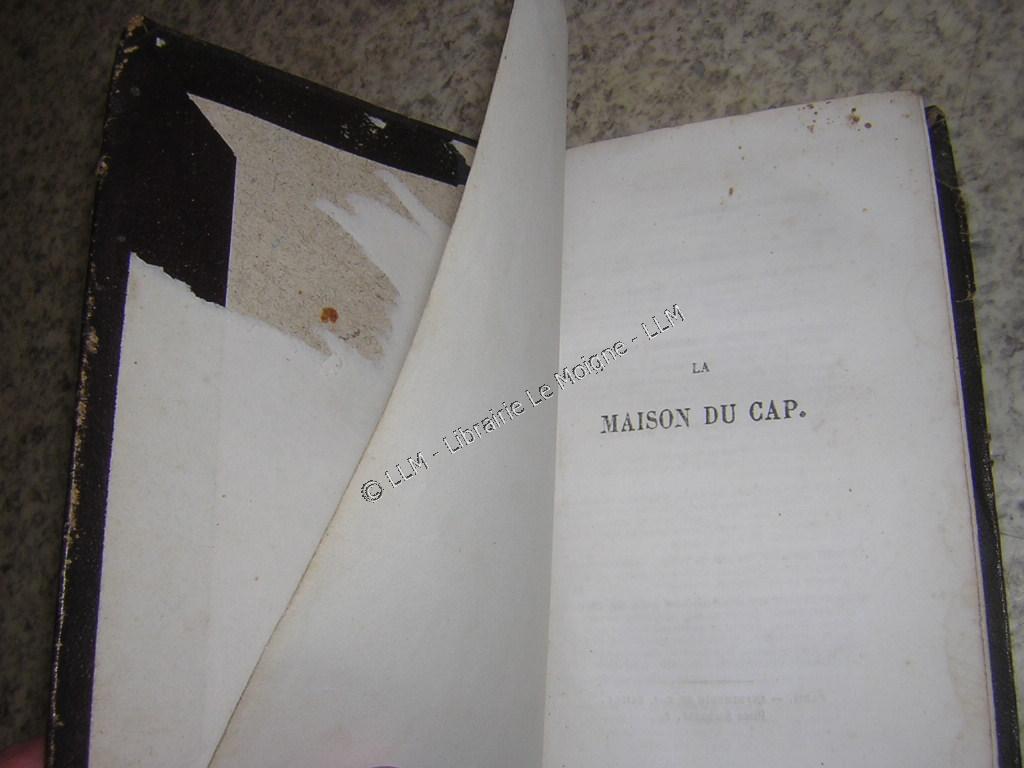 LA
MAISON DU CAP.
© LLM - Librairie Le Moigne - LLM